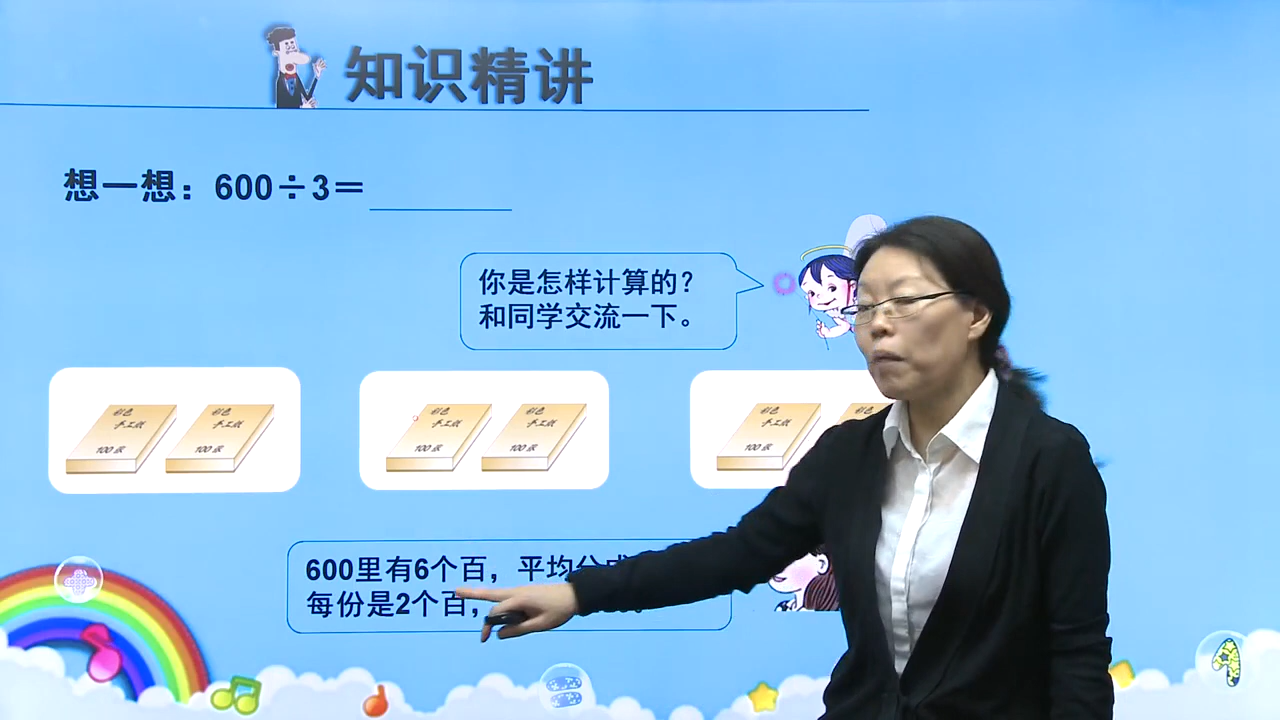 知识精讲
想一想：600÷3＝
你是怎样计算的？
和同学交流一下。
彩色 手工纸 100张
彩色 手工纸 100张
彩色 手工纸 100张
彩色 手工纸 100张
彩色 手工纸 100张
彩色
600里有6个百，平均分成
每份是2个百，